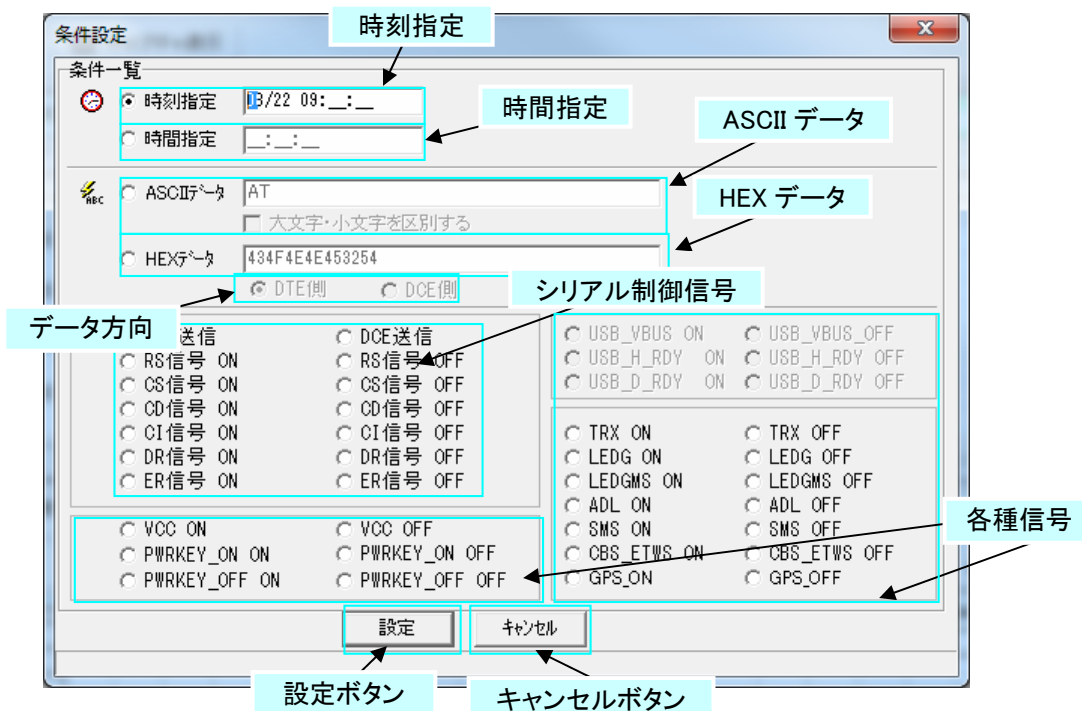 時刻指定
条件設定
条件一覧
時刻指定 03/22 09:__:__
時間指定
時間指定 __:__:__
ASCII データ
ABC
ASCIIﾃﾞｰﾀ AT
大文字・小文字を区別する
HEX データ
HEXﾃﾞｰﾀ 434F4E4E453254
DTE側 DCE側
シリアル制御信号
データ方向
送信 DCE送信
RS信号 ON RS信号 OFF
CS信号 ON CS信号 OFF
CD信号 ON CD信号 OFF
CI信号 ON CI信号 OFF
DR信号 ON DR信号 OFF
ER信号 ON ER信号 OFF
USB_VBUS ON USB_VBUS_OFF
USB_H_RDY ON USB_H_RDY OFF
USB_D_RDY ON USB_D_RDY OFF
TRX ON TRX OFF
LEDG ON LEDG OFF
LEDGMS ON LEDGMS OFF
ADL ON ADL OFF
SMS ON SMS OFF
CBS_ETWS ON CBS_ETWS OFF
GPS_ON GPS_OFF
各種信号
VCC ON VCC OFF
PWRKEY_ON ON PWRKEY_ON OFF
PWRKEY_OFF ON PWRKEY_OFF OFF
設定 ｷｬﾝｾﾙ
設定ボタン
キャンセルボタン